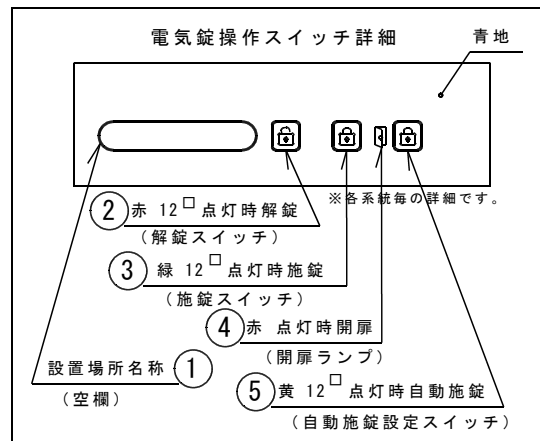 電気錠操作スイッチ詳細
青地
※各系統毎の詳細です。
② 赤 12□点灯時解錠
(解錠スイッチ)
③ 緑 12□点灯時施錠
(施錠スイッチ)
④ 赤 点灯時開扉
(開扉ランプ)
設置場所名称 ①
(空欄)
⑤ 黄 12□点灯時自動施錠
(自動施錠設定スイッチ)